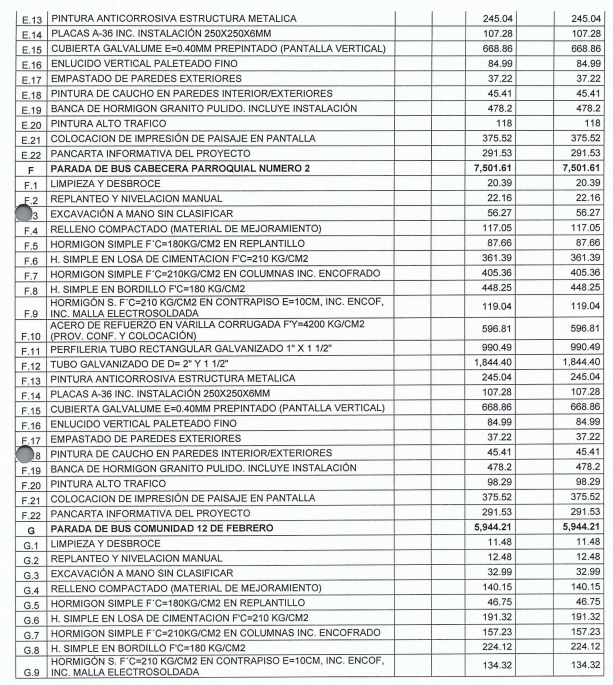 E.13 PINTURA ANTICORROSIVA ESTRUCTURA METALICA 245.04 245.04
E.14 PLACAS A-36 INC. INSTALACIÓN 250X250X6MM 107.28 107.28
E.15 CUBIERTA GALVALUME E=0.40MM PREPINTADO (PANTALLA VERTICAL) 668.86 668.86
E.16 ENLUCIDO VERTICAL PALETEADO FINO 84.99 84.99
E.17 EMPASTADO DE PAREDES EXTERIORES 37.22 37.22
E.18 PINTURA DE CAUCHO EN PAREDES INTERIOR/EXTERIORES 45.41 45.41
E.19 BANCA DE HORMIGON GRANITO PULIDO. INCLUYE INSTALACIÓN 478.2 478.2
E.20 PINTURA ALTO TRAFICO 118 118
E.21 COLOCACION DE IMPRESIÓN DE PAISAJE EN PANTALLA 375.52 375.52
E.22 PANCARTA INFORMATIVA DEL PROYECTO 291.53 291.53
F PARADA DE BUS CABECERA PARROQUIAL NUMERO 2 7,501.61 7,501.61
F.1 LIMPIEZA Y DESBROCE 20.39 20.39
F.2 REPLANTEO Y NIVELACION MANUAL 22.16 22.16
3 EXCAVACIÓN A MANO SIN CLASIFICAR 56.27 56.27
F.4 RELLENO COMPACTADO (MATERIAL DE MEJORAMIENTO) 117.05 117.05
F.5 HORMIGON SIMPLE F´C=180KG/CM2 EN REPLANTILLO 87.66 87.66
F.6 H. SIMPLE EN LOSA DE CIMENTACION F'C=210 KG/CM2 361.39 361.39
F.7 HORMIGON SIMPLE F´C=210KG/CM2 EN COLUMNAS INC. ENCOFRADO 405.36 405.36
F.8 H. SIMPLE EN BORDILLO F'C=180 KG/CM2 448.25 448.25
HORMIGÓN S. F´C=210 KG/CM2 EN CONTRAPISO E=10CM, INC. ENCOF,
F.9 INC. MALLA ELECTROSOLDADA 119.04 119.04
ACERO DE REFUERZO EN VARILLA CORRUGADA F'Y=4200 KG/CM2
F.10 (PROV. CONF. Y COLOCACIÓN) 596.81 596.81
F.11 PERFILERIA TUBO RECTANGULAR GALVANIZADO 1" X 1 1/2" 990.49 990.49
F.12 TUBO GALVANIZADO DE D= 2" Y 1 1/2" 1,844.40 1,844.40
F.13 PINTURA ANTICORROSIVA ESTRUCTURA METALICA 245.04 245.04
F.14 PLACAS A-36 INC. INSTALACIÓN 250X250X6MM 107.28 107.28
F.15 CUBIERTA GALVALUME E=0.40MM PREPINTADO (PANTALLA VERTICAL) 668.86 668.86
F.16 ENLUCIDO VERTICAL PALETEADO FINO 84.99 84.99
F.17 EMPASTADO DE PAREDES EXTERIORES 37.22 37.22
8 PINTURA DE CAUCHO EN PAREDES INTERIOR/EXTERIORES 45.41 45.41
F.19 BANCA DE HORMIGON GRANITO PULIDO. INCLUYE INSTALACIÓN 478.2 478.2
F.20 PINTURA ALTO TRAFICO 98.29 98.29
F.21 COLOCACION DE IMPRESIÓN DE PAISAJE EN PANTALLA 375.52 375.52
F.22 PANCARTA INFORMATIVA DEL PROYECTO 291.53 291.53
G PARADA DE BUS COMUNIDAD 12 DE FEBRERO 5,944.21 5,944.21
G.1 LIMPIEZA Y DESBROCE 11.48 11.48
G.2 REPLANTEO Y NIVELACION MANUAL 12.48 12.48
G.3 EXCAVACIÓN A MANO SIN CLASIFICAR 32.99 32.99
G.4 RELLENO COMPACTADO (MATERIAL DE MEJORAMIENTO) 140.15 140.15
G.5 HORMIGON SIMPLE F´C=180KG/CM2 EN REPLANTILLO 46.75 46.75
G.6 H. SIMPLE EN LOSA DE CIMENTACION F'C=210 KG/CM2 191.32 191.32
G.7 HORMIGON SIMPLE F´C=210KG/CM2 EN COLUMNAS INC. ENCOFRADO 157.23 157.23
G.8 H. SIMPLE EN BORDILLO F'C=180 KG/CM2 224.12 224.12
HORMIGÓN S. F´C=210 KG/CM2 EN CONTRAPISO E=10CM, INC. ENCOF,
G.9 INC. MALLA ELECTROSOLDADA 134.32 134.32